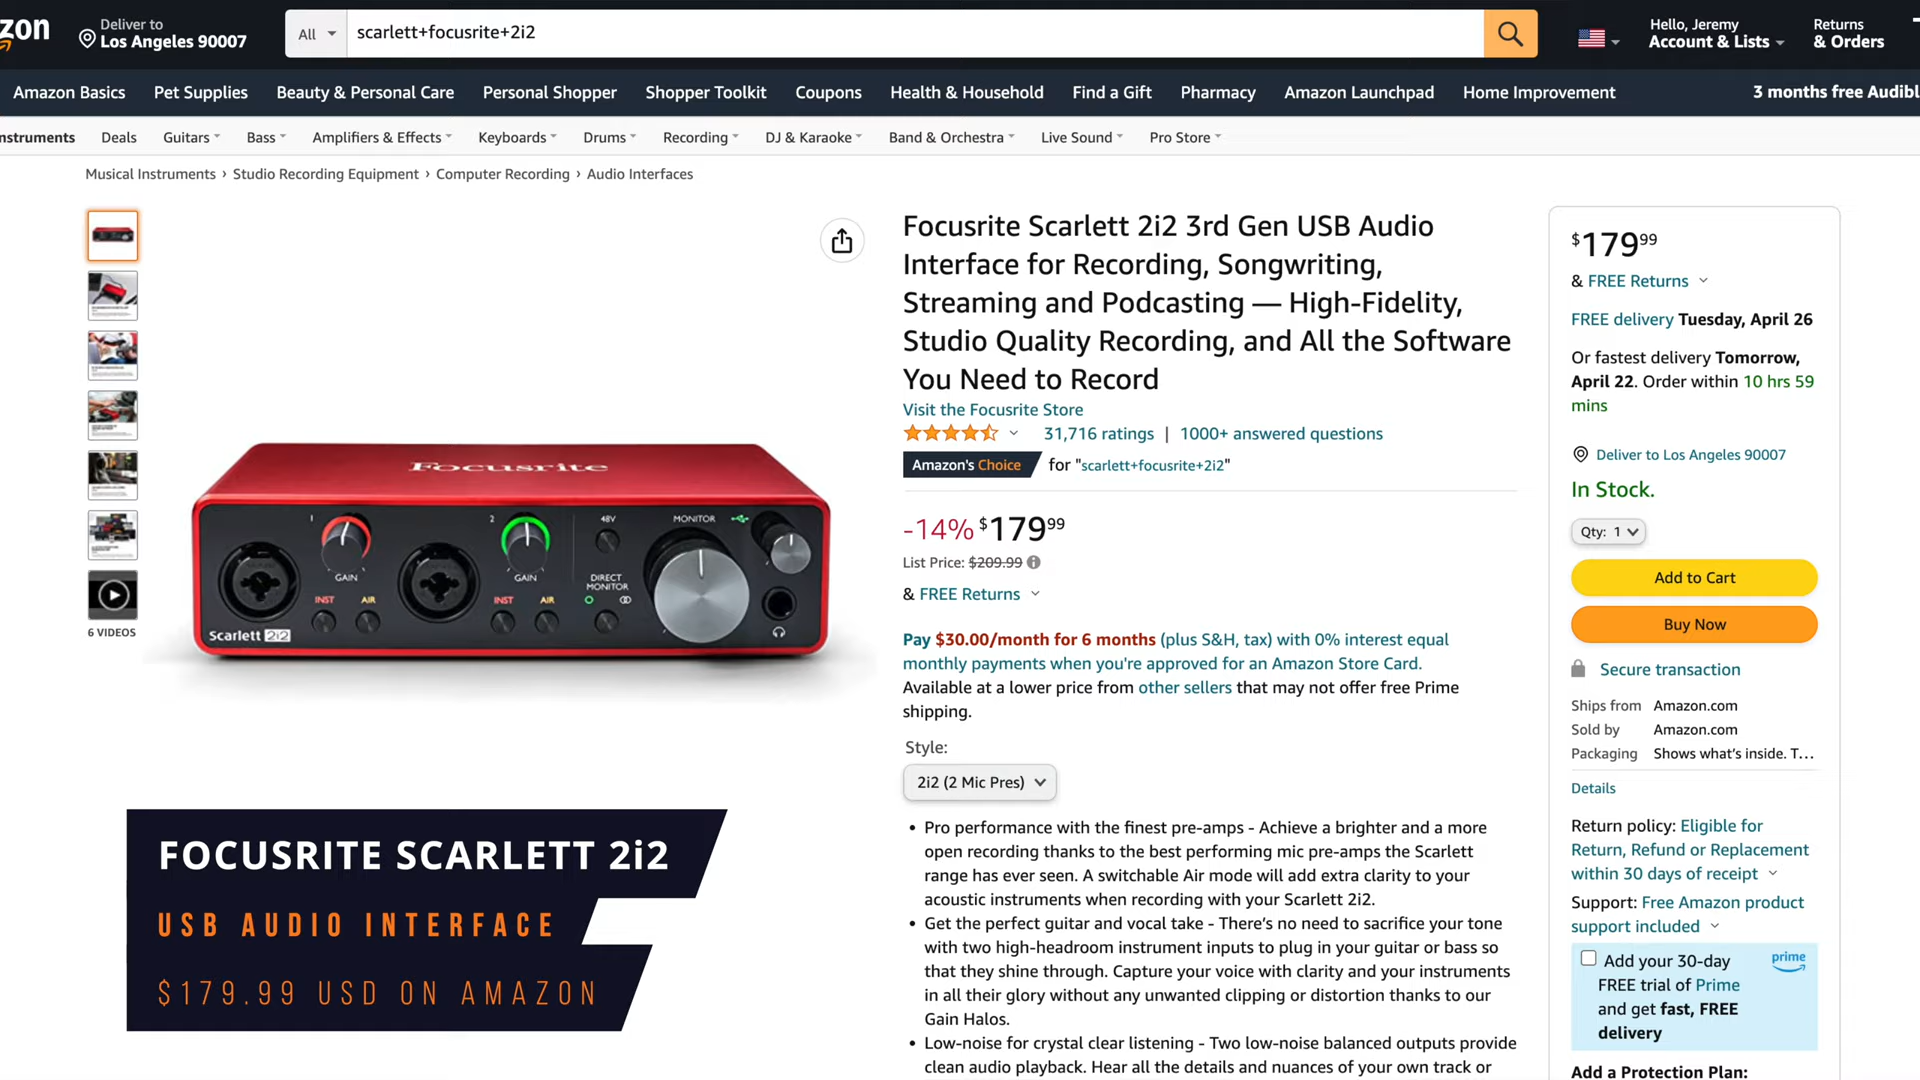 zon
Deliver to
Los Angeles 90007
All
scarlett+focusrite+2i2
Hello, Jeremy
Account & Lists
Returns
& Orders
Amazon Basics
Pet Supplies
Beauty & Personal Care
Personal Shopper
Shopper Toolkit
Coupons
Health & Household
Find a Gift
Pharmacy
Amazon Launchpad
Home Improvement
3 months free Audibl
nstruments
Deals
Guitars
Bass
Amplifiers & Effects
Keyboards
Drums
Recording
DJ & Karaoke
Band & Orchestra
Live Sound
Pro Store
Musical Instruments › Studio Recording Equipment › Computer Recording › Audio Interfaces
6 VIDEOS
Focusrite
1
2
48V
MONITOR
GAIN
GAIN
DIRECT
MONITOR
INST
AIR
INST
AIR
Scarlett 2i2
FOCUSRITE SCARLETT 2i2
USB AUDIO INTERFACE
$179.99 USD ON AMAZON
Focusrite Scarlett 2i2 3rd Gen USB Audio
Interface for Recording, Songwriting,
Streaming and Podcasting — High-Fidelity,
Studio Quality Recording, and All the Software
You Need to Record
Visit the Focusrite Store
31,716 ratings | 1000+ answered questions
Amazon's Choice for "scarlett+focusrite+2i2"
-14% $179.99
List Price: $209.99
& FREE Returns
Pay $30.00/month for 6 months (plus S&H, tax) with 0% interest equal
monthly payments when you're approved for an Amazon Store Card.
Available at a lower price from other sellers that may not offer free Prime
shipping.
Style:
2i2 (2 Mic Pres)
• Pro performance with the finest pre-amps - Achieve a brighter and a more
open recording thanks to the best performing mic pre-amps the Scarlett
range has ever seen. A switchable Air mode will add extra clarity to your
acoustic instruments when recording with your Scarlett 2i2.
• Get the perfect guitar and vocal take - There’s no need to sacrifice your tone
with two high-headroom instrument inputs to plug in your guitar or bass so
that they shine through. Capture your voice with clarity and your instruments
in all their glory without any unwanted clipping or distortion thanks to our
Gain Halos.
• Low-noise for crystal clear listening - Two low-noise balanced outputs provide
clean audio playback. Hear all the details and nuances of your own track or
$179.99
& FREE Returns
FREE delivery Tuesday, April 26
Or fastest delivery Tomorrow,
April 22. Order within 10 hrs 59
mins
Deliver to Los Angeles 90007
In Stock.
Qty: 1
Add to Cart
Buy Now
Secure transaction
Ships from Amazon.com
Sold by Amazon.com
Packaging Shows what’s inside. T…
Details
Return policy: Eligible for
Return, Refund or Replacement
within 30 days of receipt
Support: Free Amazon product
support included
Add your 30-day
FREE trial of Prime
and get fast, FREE
delivery
prime
Add a Protection Plan: